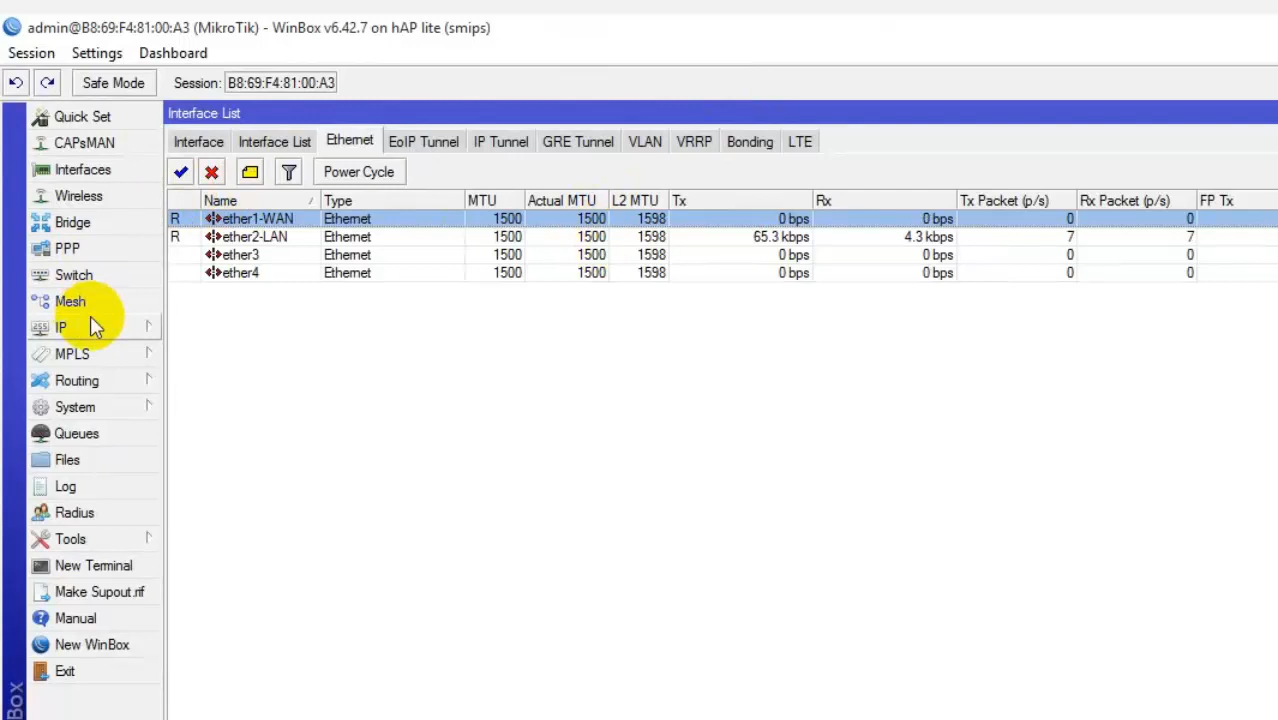 admin@B8:69:F4:81:00:A3 (MikroTik) - WinBox v6.42.7 on hAP lite (smips)
Session Settings Dashboard
Safe Mode Session: B8:69:F4:81:00:A3
Quick Set
CAPsMAN
Interfaces
Wireless
Bridge
PPP
Switch
Mesh
IP
MPLS
Routing
System
Queues
Files
Log
Radius
Tools
New Terminal
Make Supout.rif
Manual
New WinBox
Exit
Box
Interface List
Interface Interface List Ethernet EoIP Tunnel IP Tunnel GRE Tunnel VLAN VRRP Bonding LTE
Power Cycle
Name Type MTU Actual MTU L2 MTU Tx Rx Tx Packet (p/s) Rx Packet (p/s) FP Tx
R ether1-WAN Ethernet 1500 1500 1598 0 bps 0 bps 0 0
R ether2-LAN Ethernet 1500 1500 1598 65.3 kbps 4.3 kbps 7 7
ether3 Ethernet 1500 1500 1598 0 bps 0 bps 0 0
ether4 Ethernet 1500 1500 1598 0 bps 0 bps 0 0